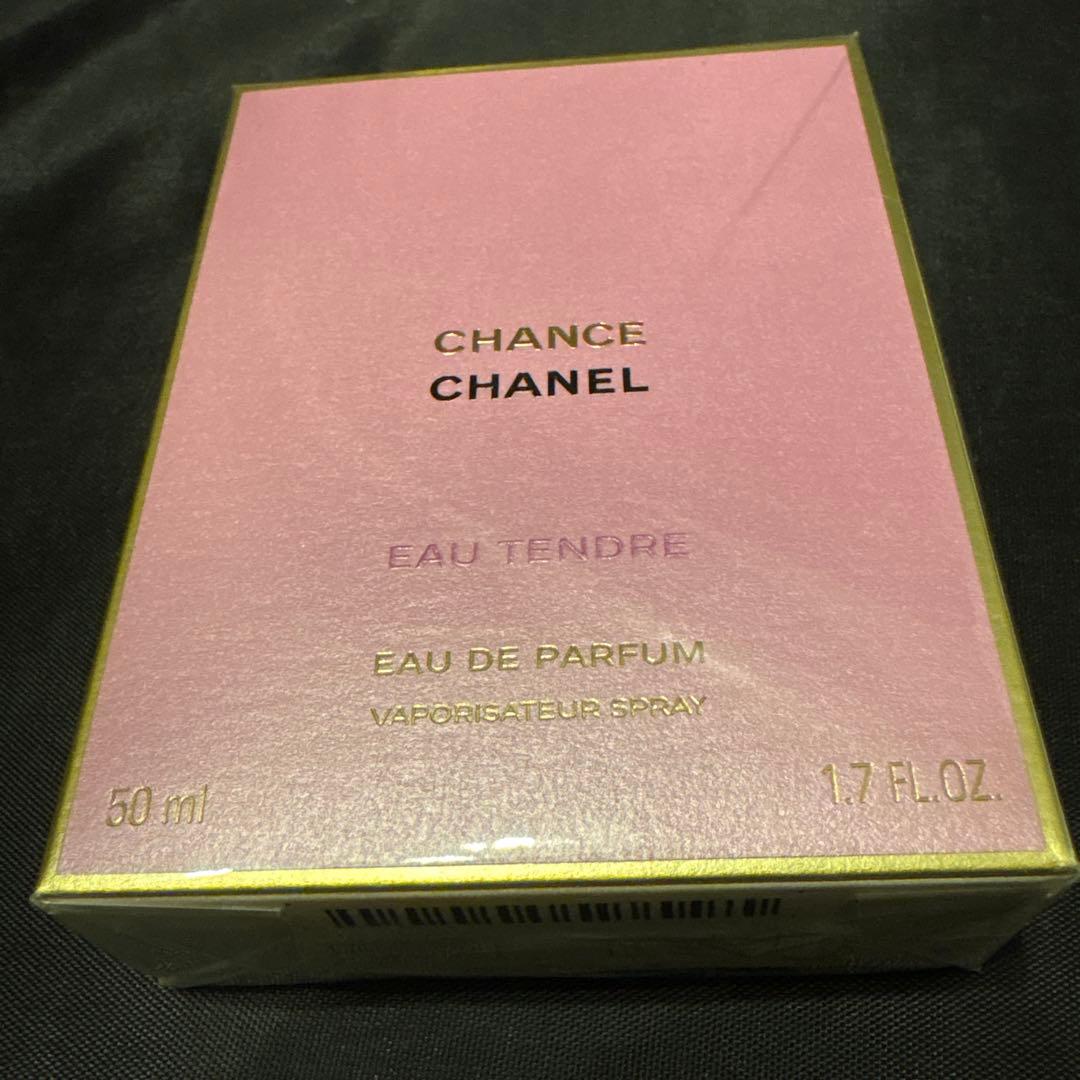 CHANCE
CHANEL
EAU TENDRE
EAU DE PARFUM
VAPORISATEUR SPRAY
50 ml
1.7 FL.OZ.